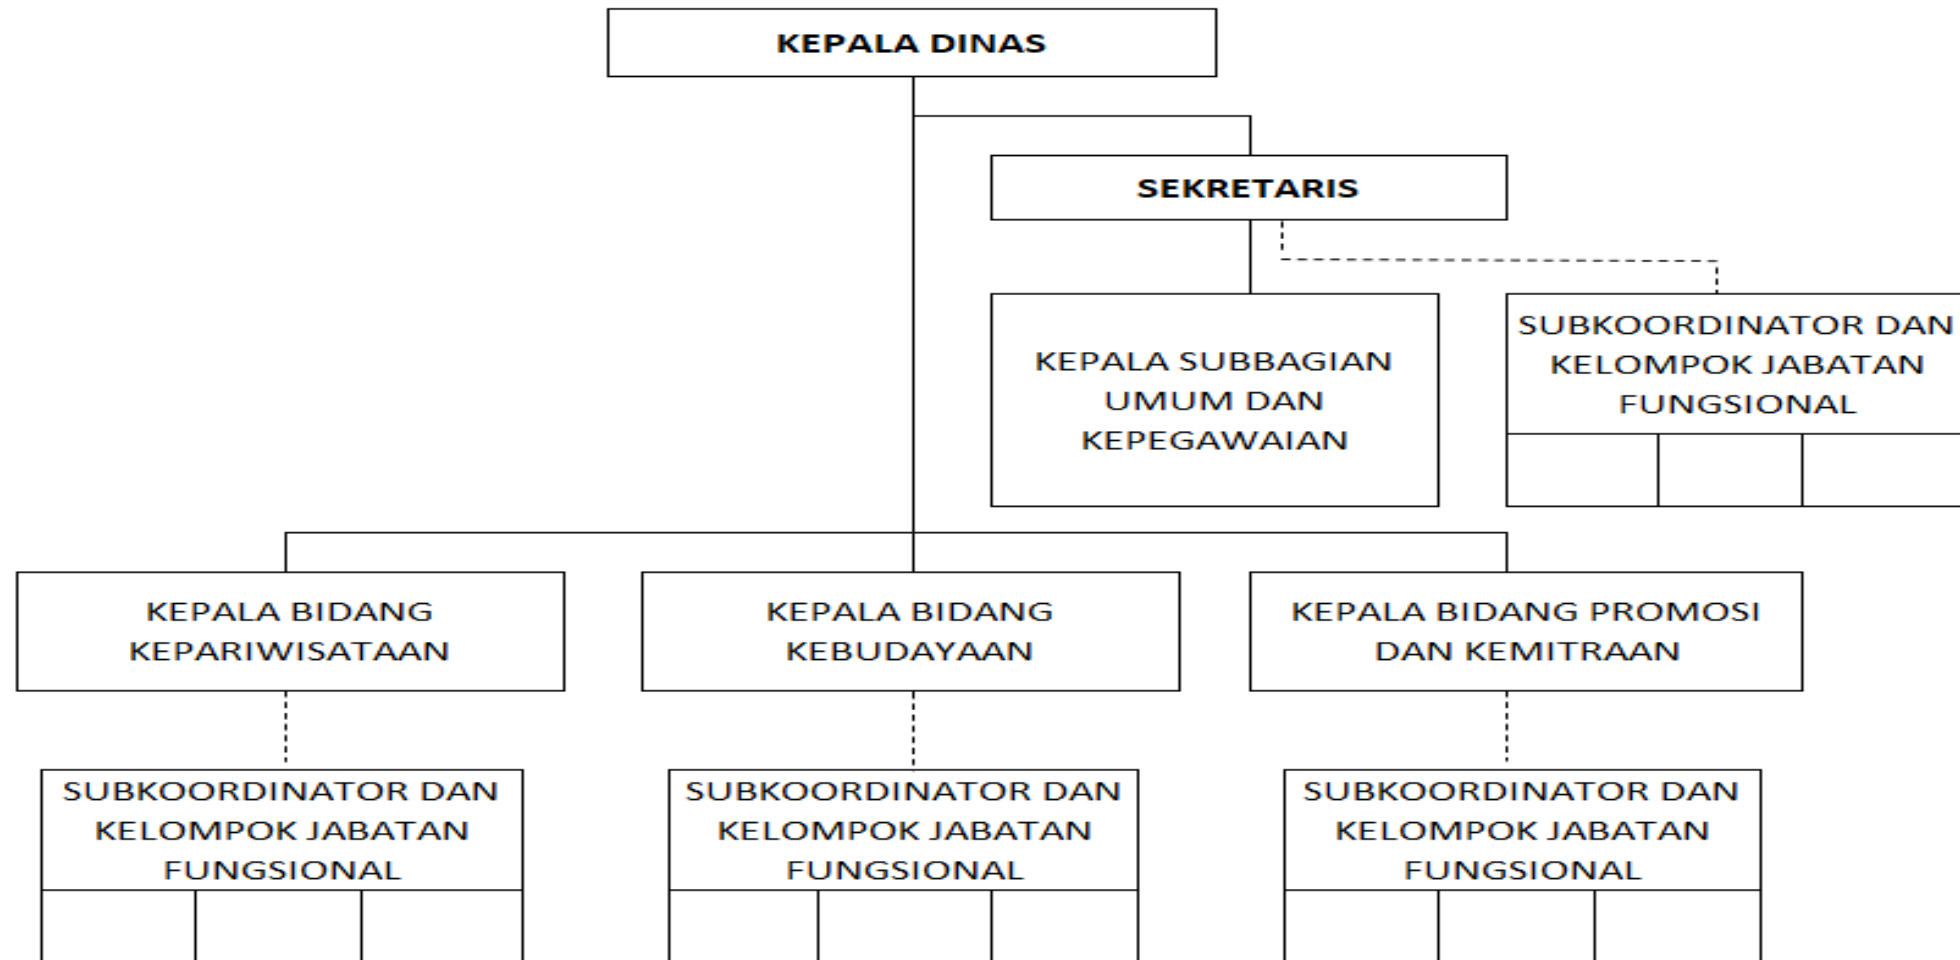 KEPALA DINAS
SEKRETARIS
KEPALA SUBBAGIAN
UMUM DAN
KEPEGAWAIAN
SUBKOORDINATOR DAN
KELOMPOK JABATAN
FUNGSIONAL
KEPALA BIDANG
KEPARIWISATAAN
KEPALA BIDANG
KEBUDAYAAN
KEPALA BIDANG PROMOSI
DAN KEMITRAAN
SUBKOORDINATOR DAN
KELOMPOK JABATAN
FUNGSIONAL
SUBKOORDINATOR DAN
KELOMPOK JABATAN
FUNGSIONAL
SUBKOORDINATOR DAN
KELOMPOK JABATAN
FUNGSIONAL